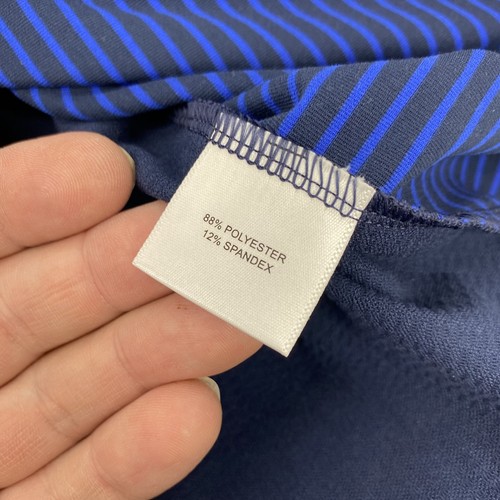 88% POLYESTER
12% SPANDEX